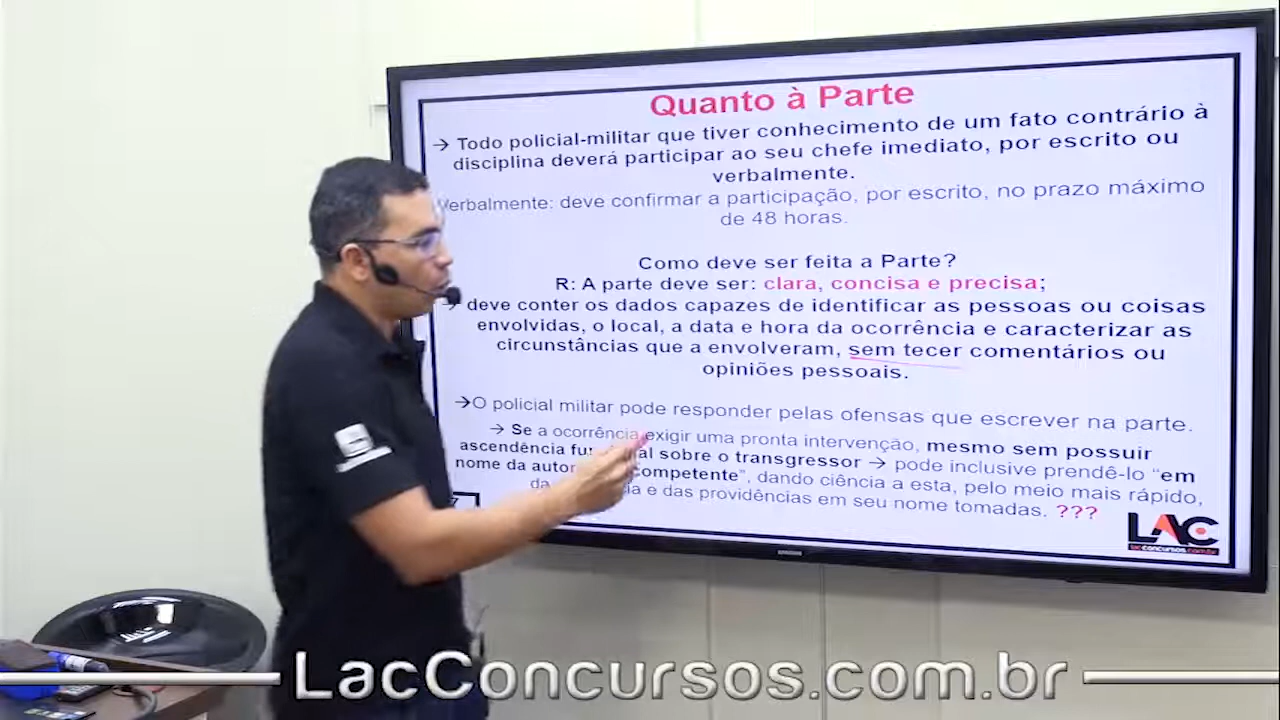 Quanto à Parte
→ Todo policial-militar que tiver conhecimento de um fato contrário à
disciplina deverá participar ao seu chefe imediato, por escrito ou
verbalmente.
Verbalmente: deve confirmar a participação, por escrito, no prazo máximo
de 48 horas.
Como deve ser feita a Parte?
R: A parte deve ser: clara, concisa e precisa;
deve conter os dados capazes de identificar as pessoas ou coisas
envolvidas, o local, a data e hora da ocorrência e caracterizar as
circunstâncias que a envolveram, sem tecer comentários ou
opiniões pessoais.
→O policial militar pode responder pelas ofensas que escrever na parte.
→ Se a ocorrência exigir uma pronta intervenção, mesmo sem possuir
ascendência sobre o transgressor → pode inclusive prendê-lo “em
nome da competente”, dando ciência a esta, pelo meio mais rápido,
da e das providências em seu nome tomadas. ???
7
LAC
lacconcursos.com.br
LacConcursos.com.br